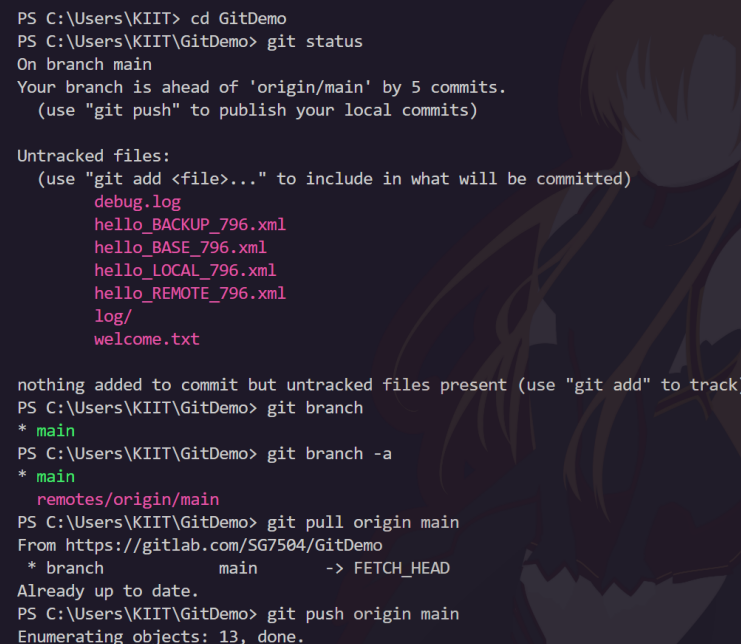 PS C:\Users\KIIT> cd GitDemo
PS C:\Users\KIIT\GitDemo> git status
On branch main
Your branch is ahead of 'origin/main' by 5 commits.
  (use "git push" to publish your local commits)

Untracked files:
  (use "git add <file>..." to include in what will be committed)
        debug.log
        hello_BACKUP_796.xml
        hello_BASE_796.xml
        hello_LOCAL_796.xml
        hello_REMOTE_796.xml
        log/
        welcome.txt

nothing added to commit but untracked files present (use "git add" to track)
PS C:\Users\KIIT\GitDemo> git branch
* main
PS C:\Users\KIIT\GitDemo> git branch -a
* main
  remotes/origin/main
PS C:\Users\KIIT\GitDemo> git pull origin main
From https://gitlab.com/SG7504/GitDemo
 * branch            main       -> FETCH_HEAD
Already up to date.
PS C:\Users\KIIT\GitDemo> git push origin main
Enumerating objects: 13, done.